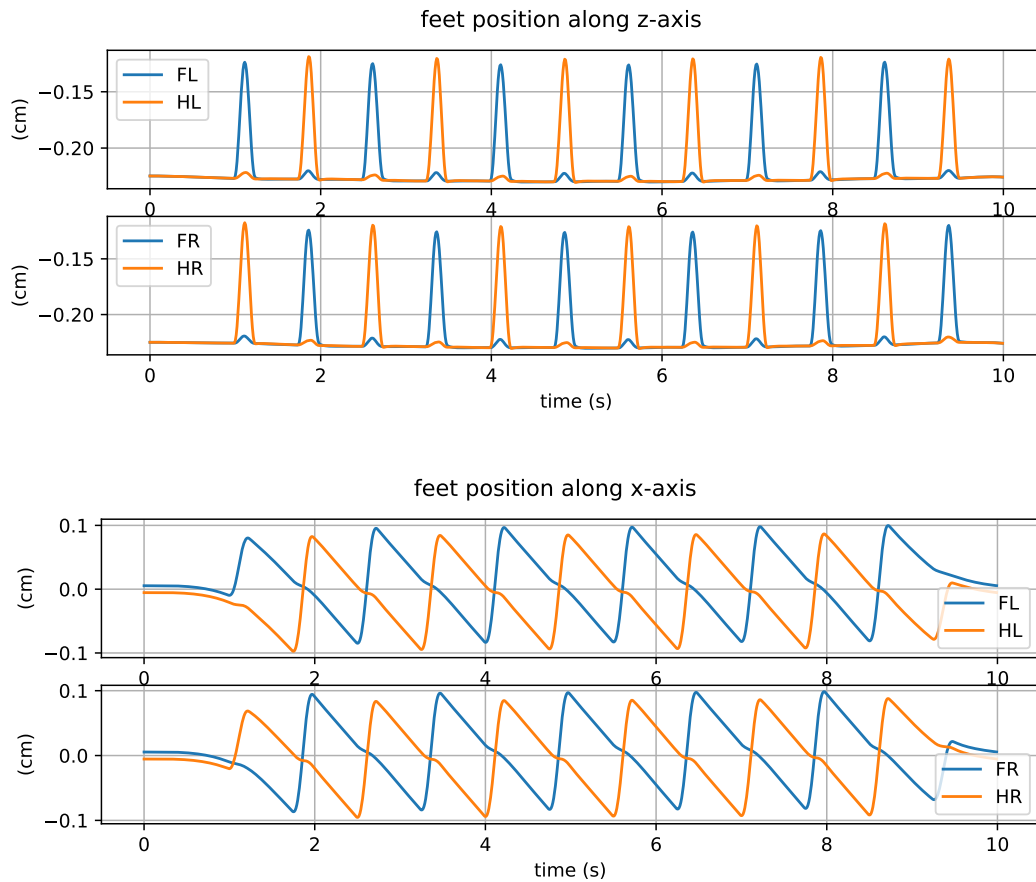 feet position along z-axis
(cm)
−0.15
−0.20
FL
HL
0 2 4 6 8 10
(cm)
−0.15
−0.20
FR
HR
0 2 4 6 8 10
time (s)
feet position along x-axis
(cm)
0.1
0.0
−0.1
FL
HL
0 2 4 6 8 10
(cm)
0.1
0.0
−0.1
FR
HR
0 2 4 6 8 10
time (s)